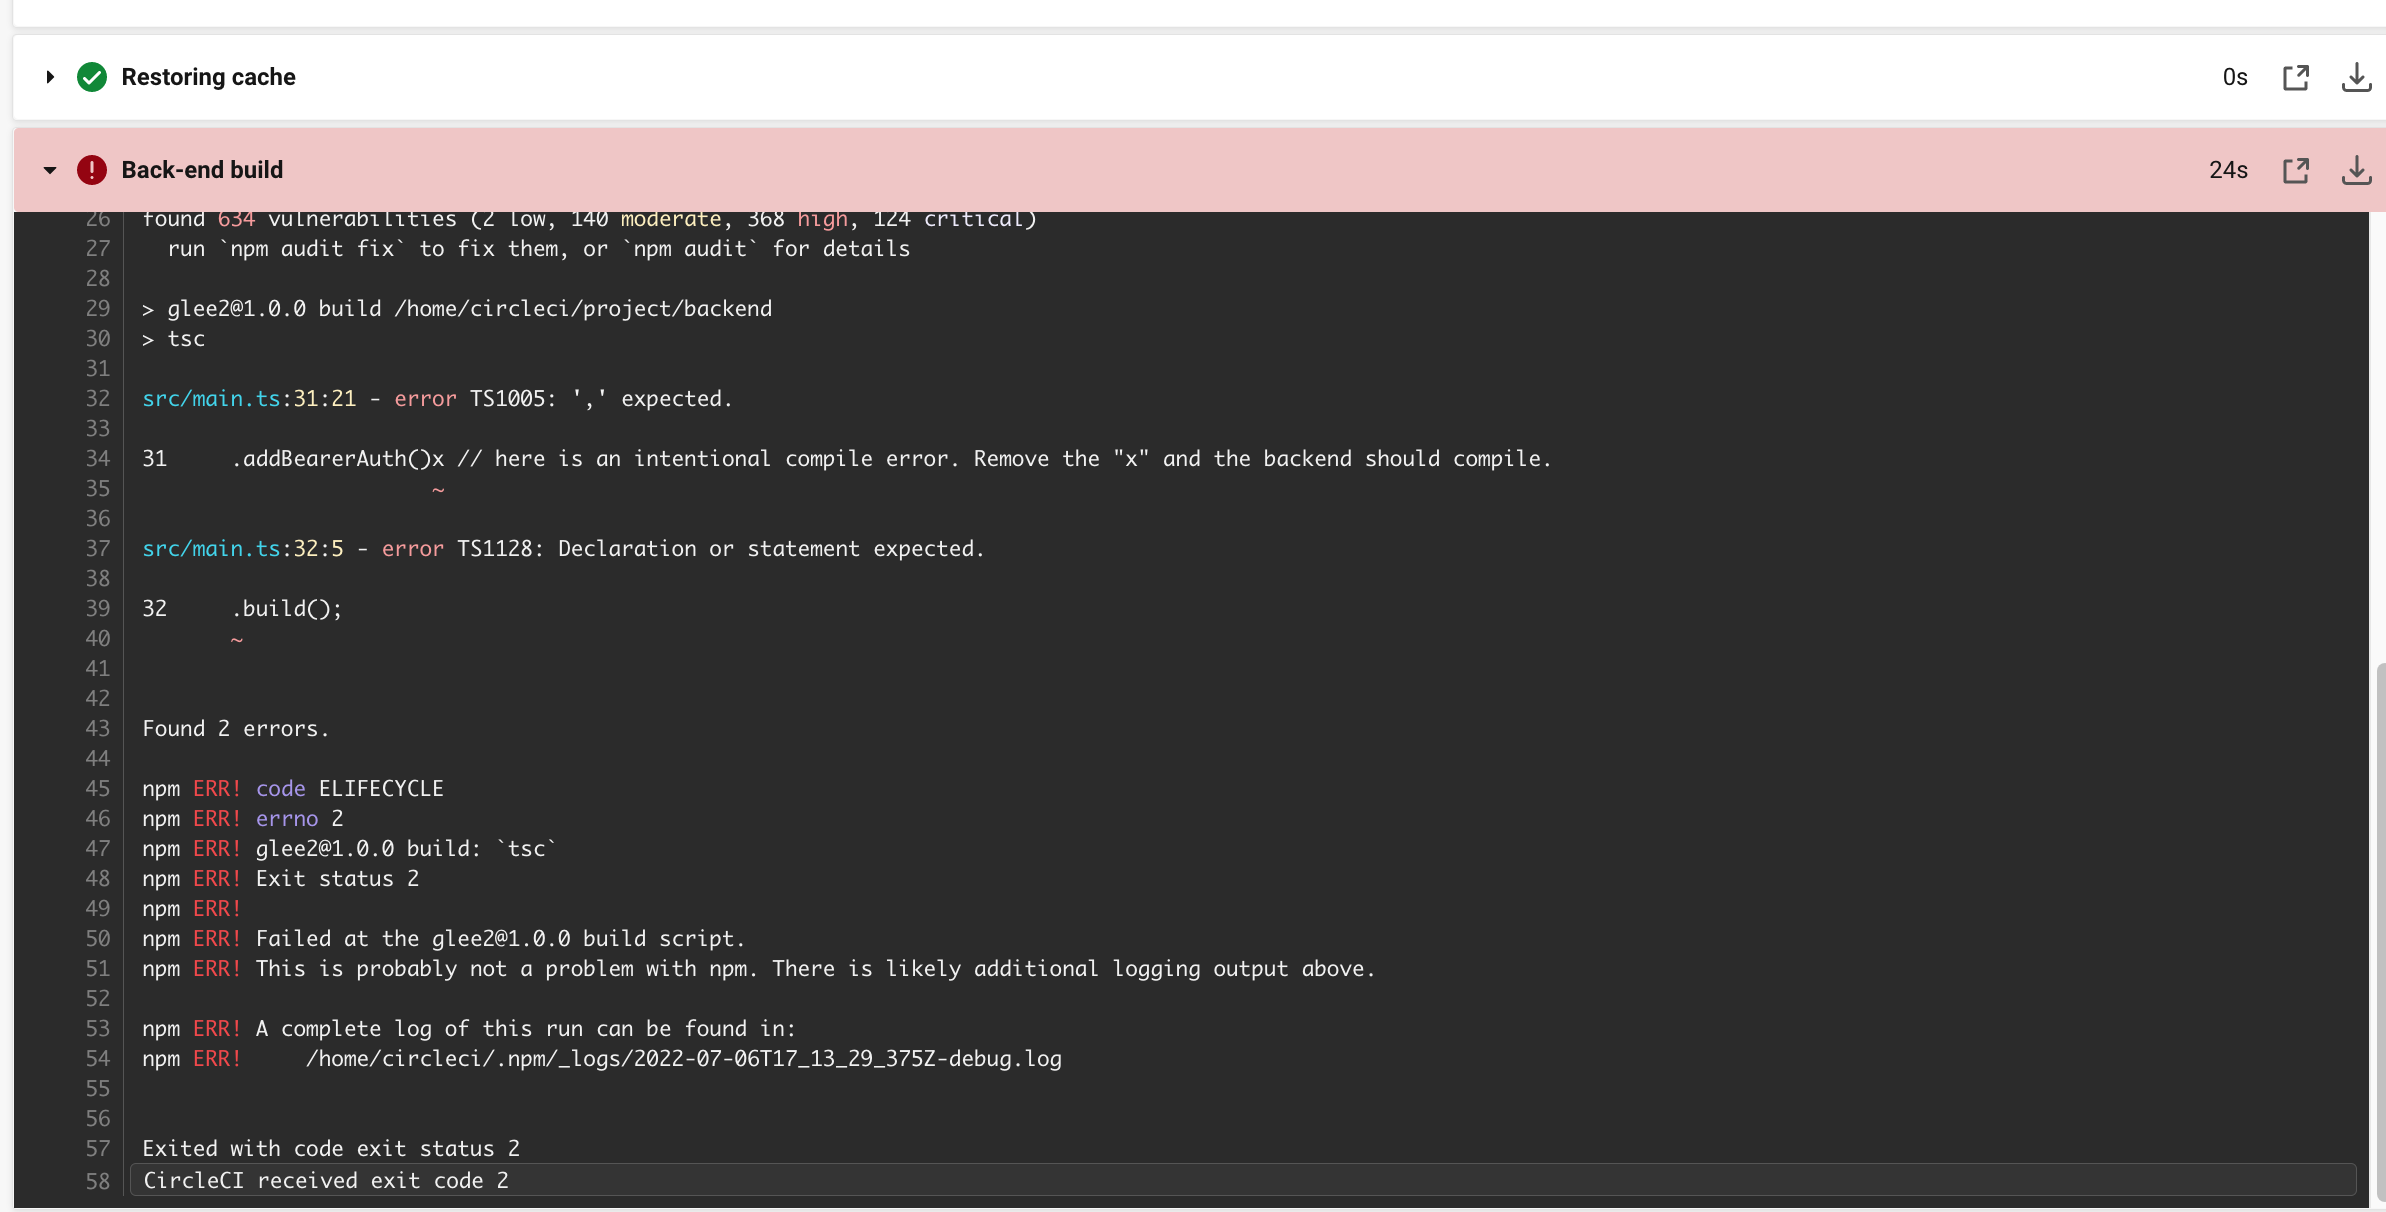 Restoring cache 0s
Back-end build 24s
26 found 634 vulnerabilities (2 low, 140 moderate, 368 high, 124 critical)
27 run `npm audit fix` to fix them, or `npm audit` for details
28
29 > glee2@1.0.0 build /home/circleci/project/backend
30 > tsc
31
32 src/main.ts:31:21 - error TS1005: ',' expected.
33
34 31 .addBearerAuth()x // here is an intentional compile error. Remove the "x" and the backend should compile.
35 ~
36
37 src/main.ts:32:5 - error TS1128: Declaration or statement expected.
38
39 32 .build();
40 ~
41
42
43 Found 2 errors.
44
45 npm ERR! code ELIFECYCLE
46 npm ERR! errno 2
47 npm ERR! glee2@1.0.0 build: `tsc`
48 npm ERR! Exit status 2
49 npm ERR!
50 npm ERR! Failed at the glee2@1.0.0 build script.
51 npm ERR! This is probably not a problem with npm. There is likely additional logging output above.
52
53 npm ERR! A complete log of this run can be found in:
54 npm ERR! /home/circleci/.npm/_logs/2022-07-06T17_13_29_375Z-debug.log
55
56
57 Exited with code exit status 2
58 CircleCI received exit code 2